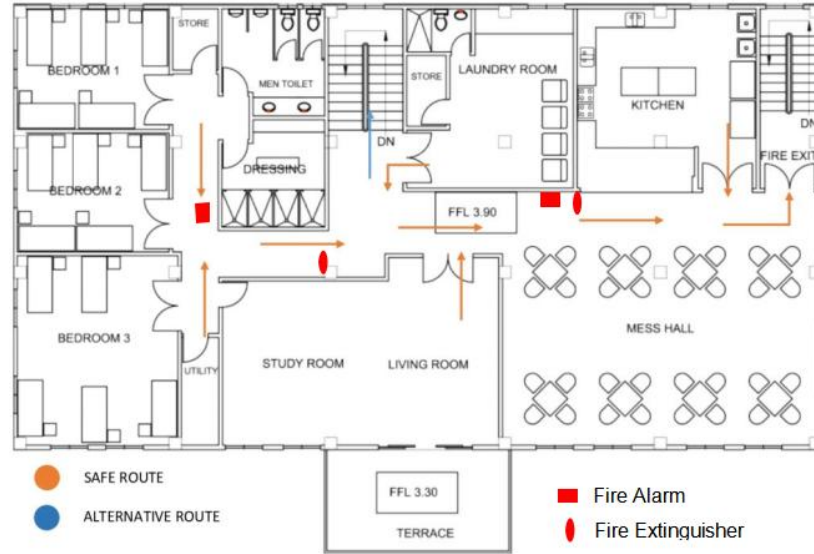 STORE
BEDROOM 1
MEN TOILET
STORE
LAUNDRY ROOM
KITCHEN
DN
DN
FIRE EXIT
DRESSING
BEDROOM 2
FFL 3.90
BEDROOM 3
UTILITY
STUDY ROOM
LIVING ROOM
MESS HALL
FFL 3.30
TERRACE
SAFE ROUTE
ALTERNATIVE ROUTE
Fire Alarm
Fire Extinguisher